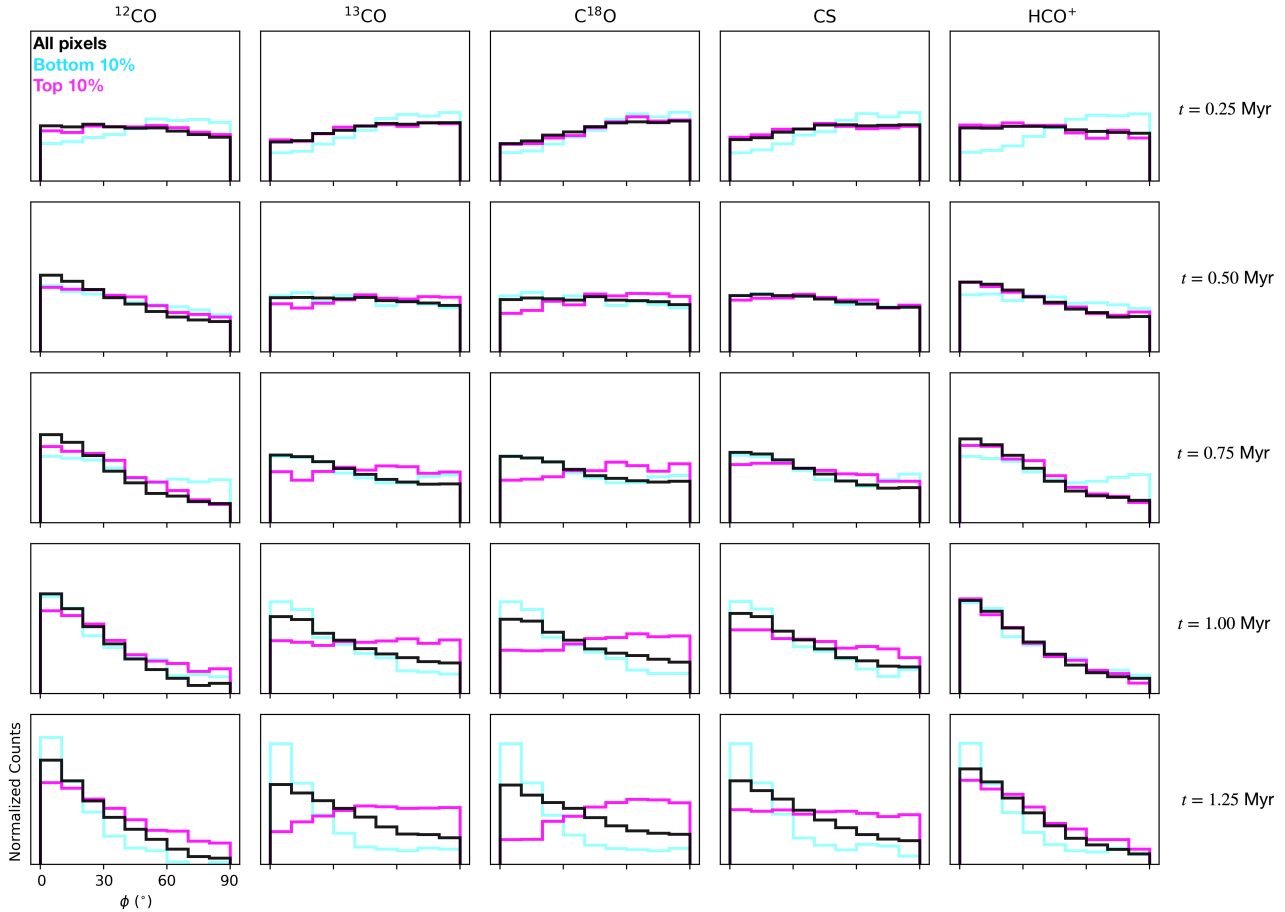 ¹²CO ¹³CO C¹⁸O CS HCO⁺
All pixels
Bottom 10%
Top 10%
t = 0.25 Myr
t = 0.50 Myr
t = 0.75 Myr
t = 1.00 Myr
t = 1.25 Myr
Normalized Counts
0 30 60 90
ϕ (°)